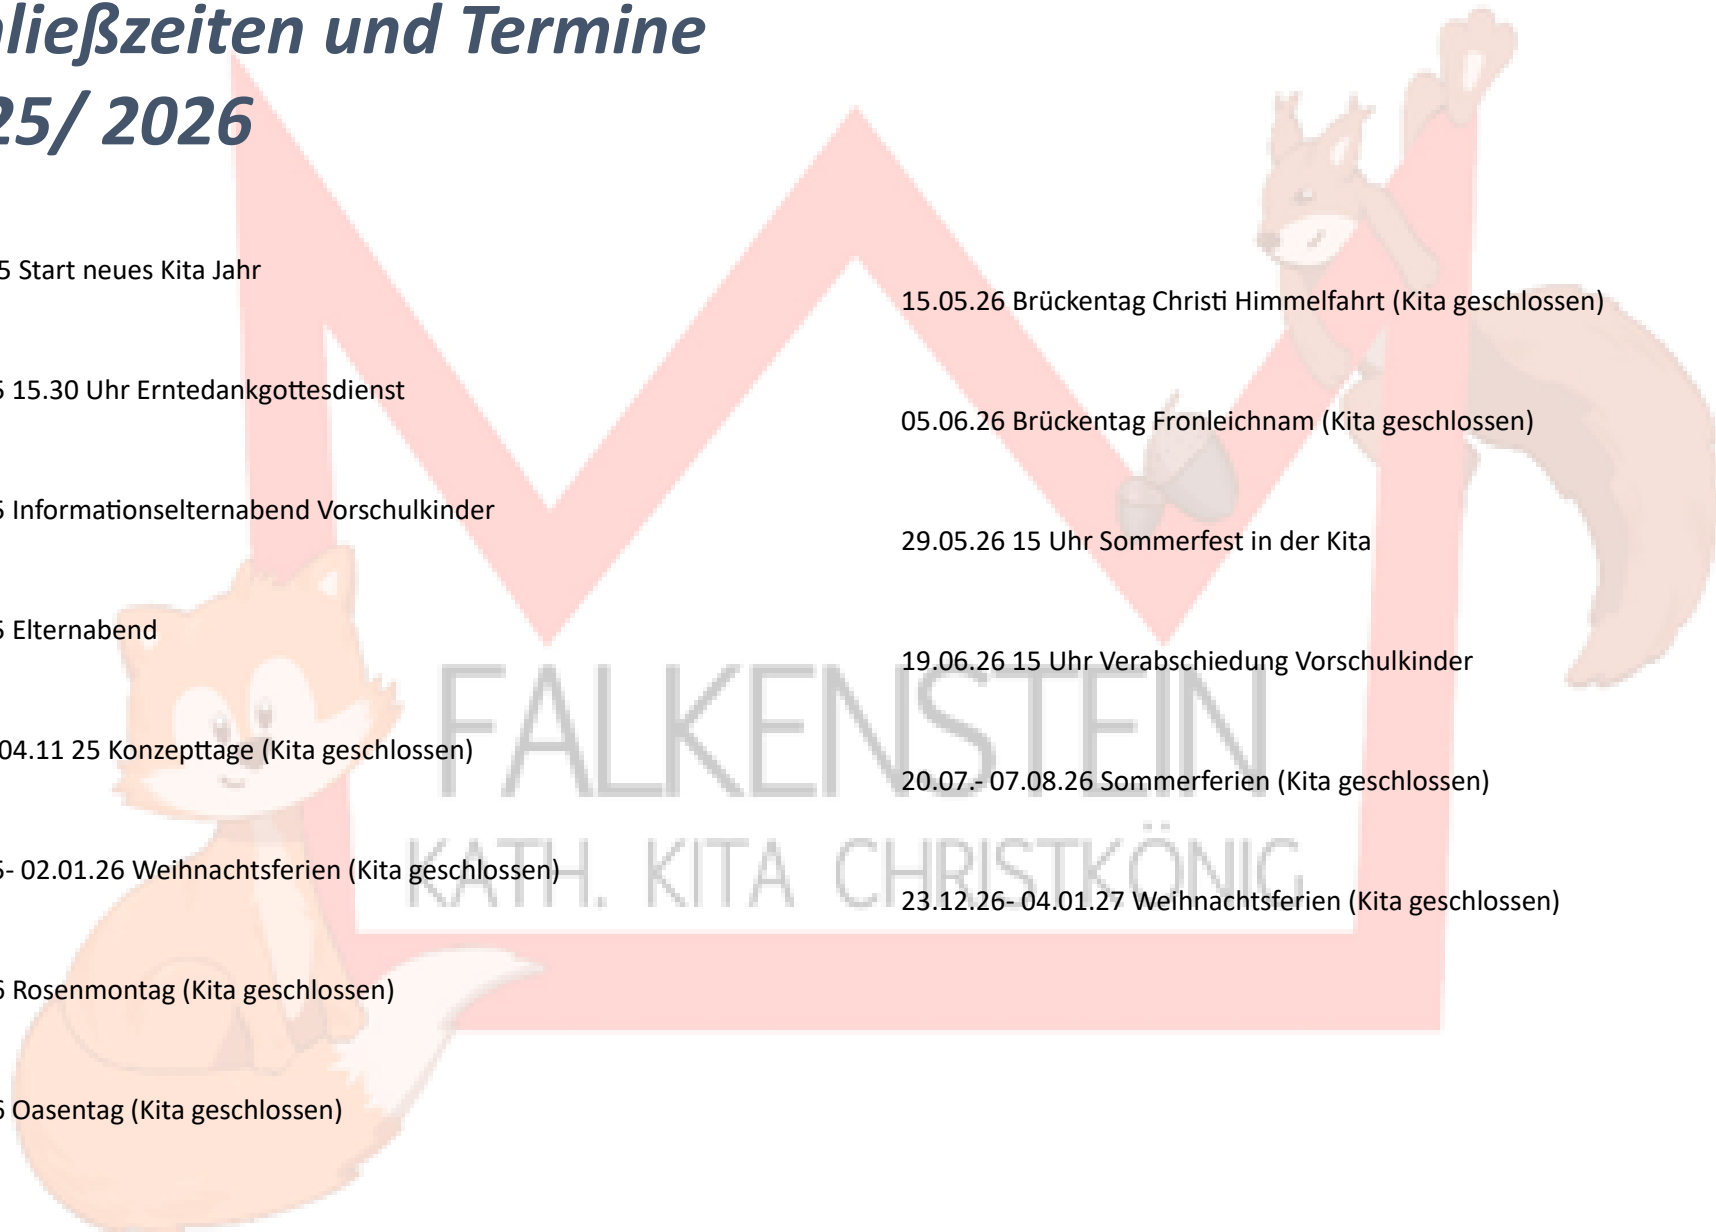 ließzeiten und Termine
25/ 2026
5 Start neues Kita Jahr
5 15.30 Uhr Erntedankgottesdienst
5 Informationselternabend Vorschulkinder
5 Elternabend
04.11 25 Konzepttage (Kita geschlossen)
5- 02.01.26 Weihnachtsferien (Kita geschlossen)
6 Rosenmontag (Kita geschlossen)
6 Oasentag (Kita geschlossen)
15.05.26 Brückentag Christi Himmelfahrt (Kita geschlossen)
05.06.26 Brückentag Fronleichnam (Kita geschlossen)
29.05.26 15 Uhr Sommerfest in der Kita
19.06.26 15 Uhr Verabschiedung Vorschulkinder
20.07.- 07.08.26 Sommerferien (Kita geschlossen)
23.12.26- 04.01.27 Weihnachtsferien (Kita geschlossen)
FALKENSTEIN
KATH. KITA CHRISTKÖNIG